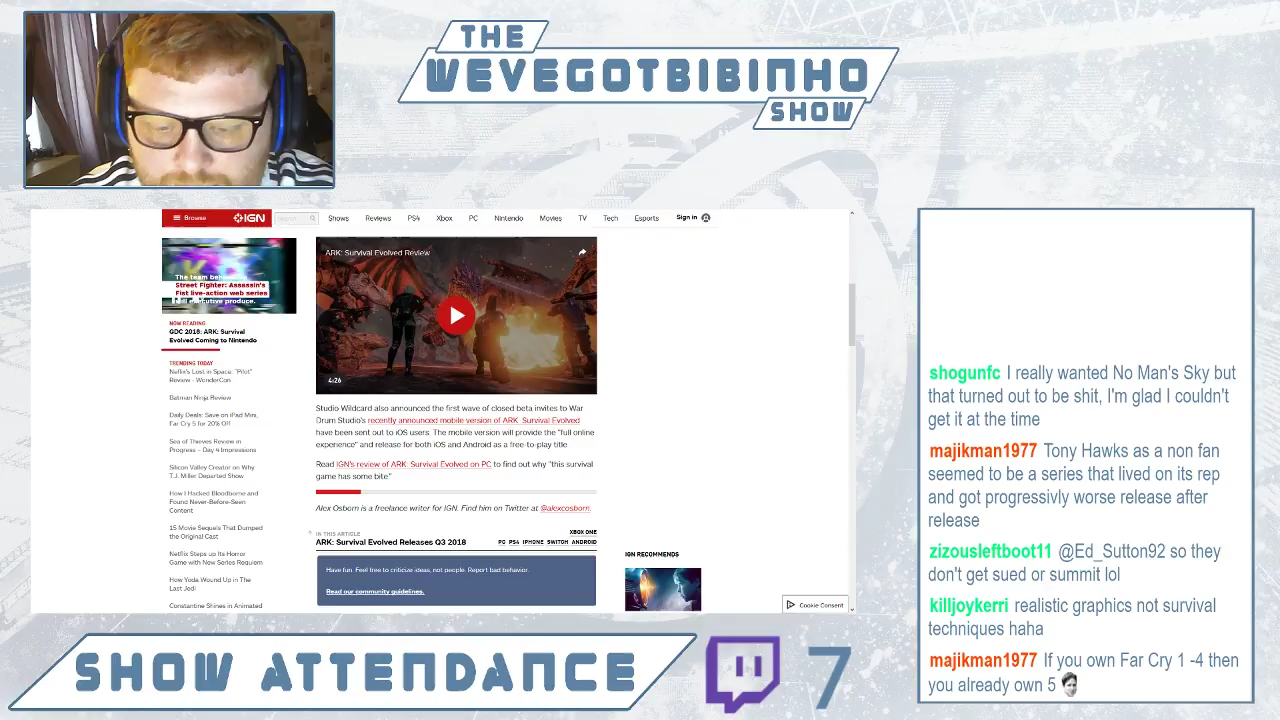 THE
WEVEGOTBIBINHO
SHOW
Browse
IGN
Search
Shows
Reviews
PS4
Xbox
PC
Nintendo
Movies
TV
Tech
Esports
Sign in
The team
Street Fighter: Assassin's
Fist live-action web series
executive produce.
NOW READING
GDC 2018: ARK: Survival
Evolved Coming to Nintendo
TRENDING TODAY
Netflix's Lost in Space: "Pilot"
Review - WonderCon
Batman Ninja Review
Daily Deals: Save on iPad Mini,
Far Cry 5 for 20% Off
Sea of Thieves Review in
Progress – Day 4 Impressions
Silicon Valley Creator on Why
T.J. Miller Departed Show
How I Hacked Bloodborne and
Found Never-Before-Seen
Content
15 Movie Sequels That Dumped
the Original Cast
Netflix Steps up Its Horror
Game with New Series Requiem
How Yoda Wound Up in The
Last Jedi
Constantine Shines in Animated
ARK: Survival Evolved Review
4:26
Studio Wildcard also announced the first wave of closed beta invites to War
Drum Studio's recently announced mobile version of ARK: Survival Evolved
have been sent out to iOS users. The mobile version will provide the "full online
experience" and release for both iOS and Android as a free-to-play title.
Read IGN's review of ARK: Survival Evolved on PC to find out why "this survival
game has some bite."
Alex Osborn is a freelance writer for IGN. Find him on Twitter at @alexcosborn.
IN THIS ARTICLE
XBOX ONE
ARK: Survival Evolved Releases Q3 2018
PC PS4 IPHONE SWITCH ANDROID
Have fun. Feel free to criticize ideas, not people. Report bad behavior.
Read our community guidelines.
IGN RECOMMENDS
Cookie Consent
shogunfc I really wanted No Man's Sky but
that turned out to be shit, I'm glad I couldn't
get it at the time
majikman1977 Tony Hawks as a non fan
seemed to be a series that lived on its rep
and got progressivly worse release after
release
zizousleftboot11 @Ed_Sutton92 so they
don't get sued or summit lol
killjoykerri realistic graphics not survival
techniques haha
majikman1977 If you own Far Cry 1 -4 then
you already own 5
SHOW ATTENDANCE
7